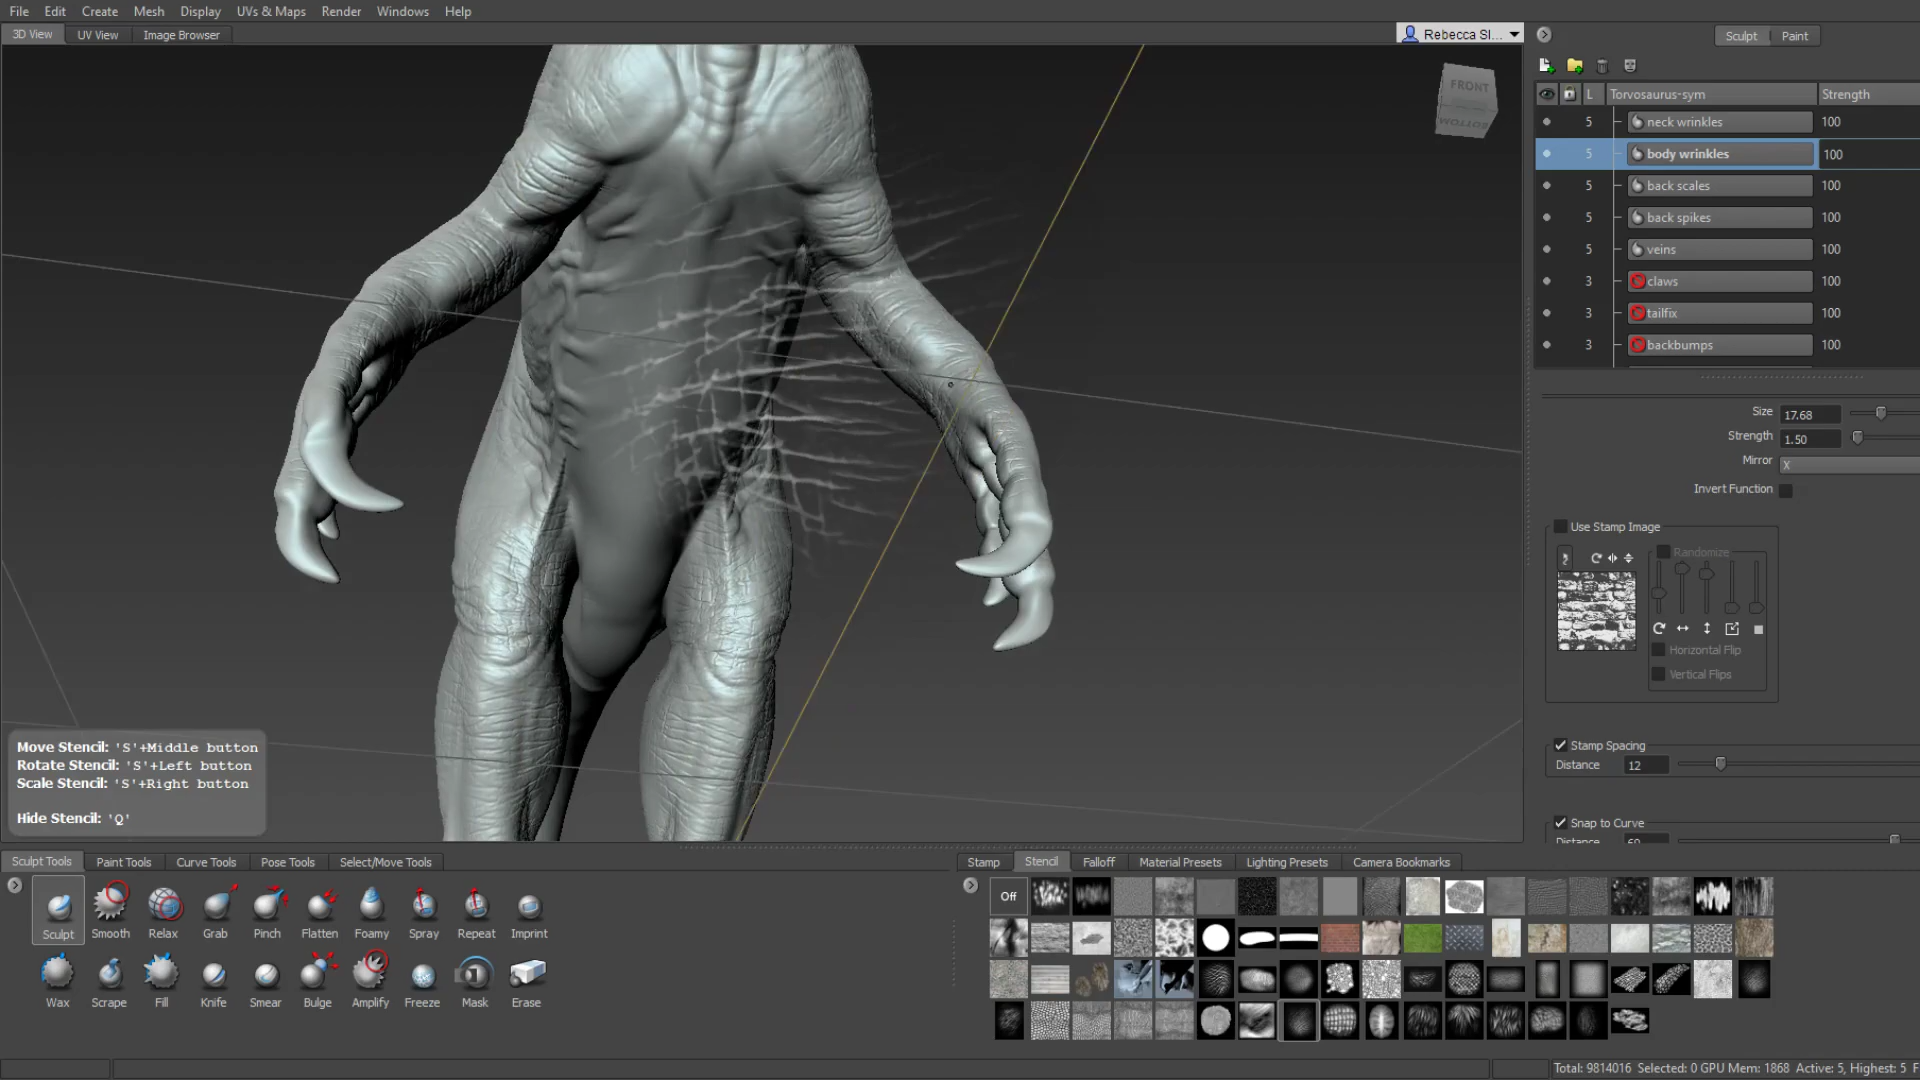 File Edit Create Mesh Display UVs & Maps Render Windows Help
3D View UV View Image Browser
Rebecca Sl...
Sculpt Paint
FRONT
BOTTOM
L Torvosaurus-sym Strength
5 neck wrinkles 100
5 body wrinkles 100
5 back scales 100
5 back spikes 100
5 veins 100
3 claws 100
3 tailfix 100
3 backbumps 100
Size 17.68
Strength 1.50
Mirror X
Invert Function
Use Stamp Image
Randomize
Horizontal Flip
Vertical Flips
Stamp Spacing
Distance 12
Snap to Curve
Distance 60
Move Stencil: 'S'+Middle button
Rotate Stencil: 'S'+Left button
Scale Stencil: 'S'+Right button
Hide Stencil: 'Q'
Sculpt Tools Paint Tools Curve Tools Pose Tools Select/Move Tools
Sculpt Smooth Relax Grab Pinch Flatten Foamy Spray Repeat Imprint
Wax Scrape Fill Knife Smear Bulge Amplify Freeze Mask Erase
Stamp Stencil Falloff Material Presets Lighting Presets Camera Bookmarks
Off
Total: 9814016 Selected: 0 GPU Mem: 1868 Active: 5, Highest: 5 F